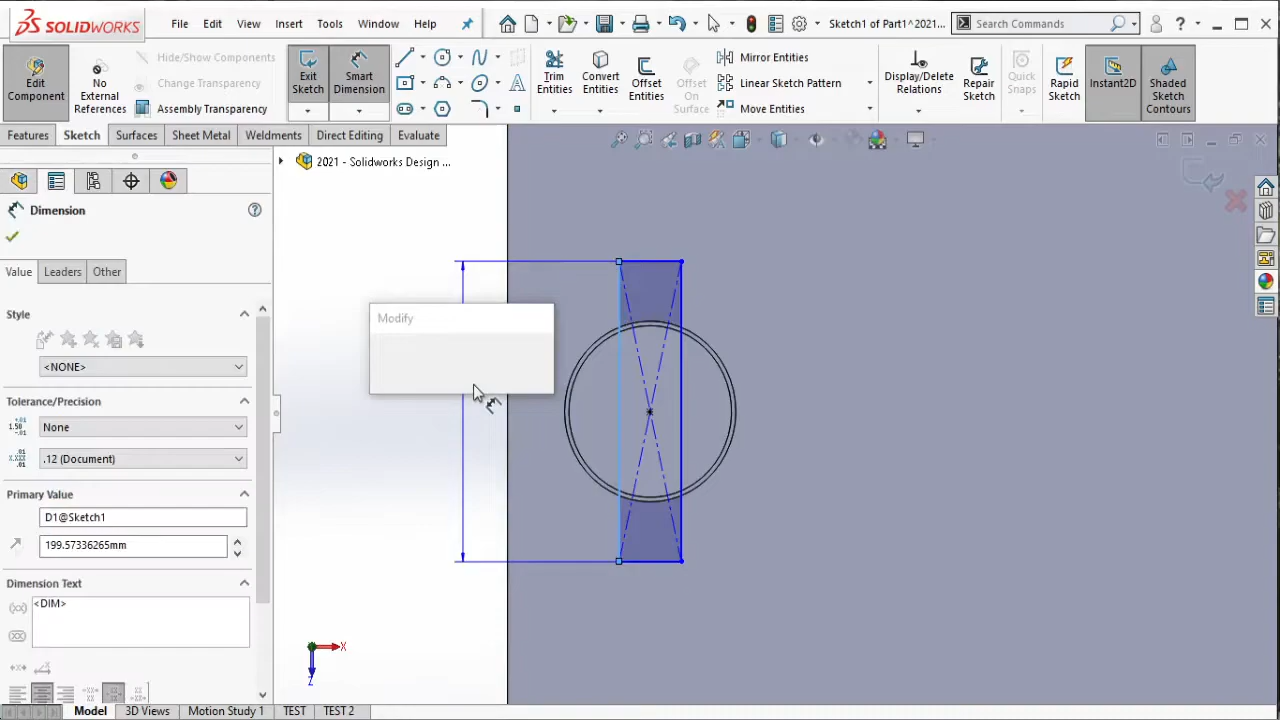 SOLIDWORKS
File
Edit
View
Insert
Tools
Window
Help
Sketch1 of Part1^2021...
Search Commands
Edit
Component
No
External
References
Hide/Show Components
Change Transparency
Assembly Transparency
Exit
Sketch
Smart
Dimension
Trim
Entities
Convert
Entities
Offset
Entities
Offset
On
Surface
Mirror Entities
Linear Sketch Pattern
Move Entities
Display/Delete
Relations
Repair
Sketch
Quick
Snaps
Rapid
Sketch
Instant2D
Shaded
Sketch
Contours
Features
Sketch
Surfaces
Sheet Metal
Weldments
Direct Editing
Evaluate
2021 - Solidworks Design ...
Dimension
Value
Leaders
Other
Style
<NONE>
Tolerance/Precision
None
.12 (Document)
Primary Value
D1@Sketch1
199.57336265mm
Dimension Text
<DIM>
Modify
X
Z
Model
3D Views
Motion Study 1
TEST
TEST 2